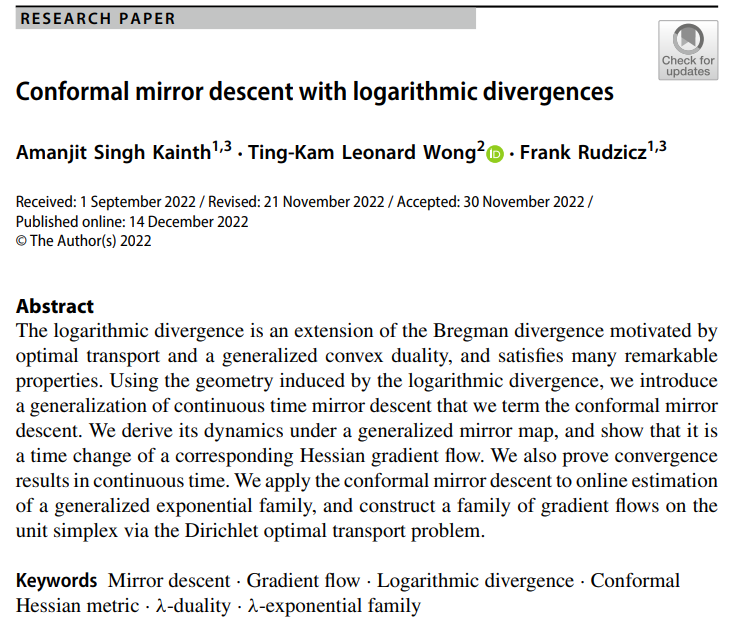 RESEARCH PAPER
Check for
updates
Conformal mirror descent with logarithmic divergences
Amanjit Singh Kainth1,3 · Ting-Kam Leonard Wong2 iD · Frank Rudzicz1,3
Received: 1 September 2022 / Revised: 21 November 2022 / Accepted: 30 November 2022 /
Published online: 14 December 2022
© The Author(s) 2022
Abstract
The logarithmic divergence is an extension of the Bregman divergence motivated by
optimal transport and a generalized convex duality, and satisfies many remarkable
properties. Using the geometry induced by the logarithmic divergence, we introduce
a generalization of continuous time mirror descent that we term the conformal mirror
descent. We derive its dynamics under a generalized mirror map, and show that it is
a time change of a corresponding Hessian gradient flow. We also prove convergence
results in continuous time. We apply the conformal mirror descent to online estimation
of a generalized exponential family, and construct a family of gradient flows on the
unit simplex via the Dirichlet optimal transport problem.
Keywords Mirror descent · Gradient flow · Logarithmic divergence · Conformal
Hessian metric · λ-duality · λ-exponential family